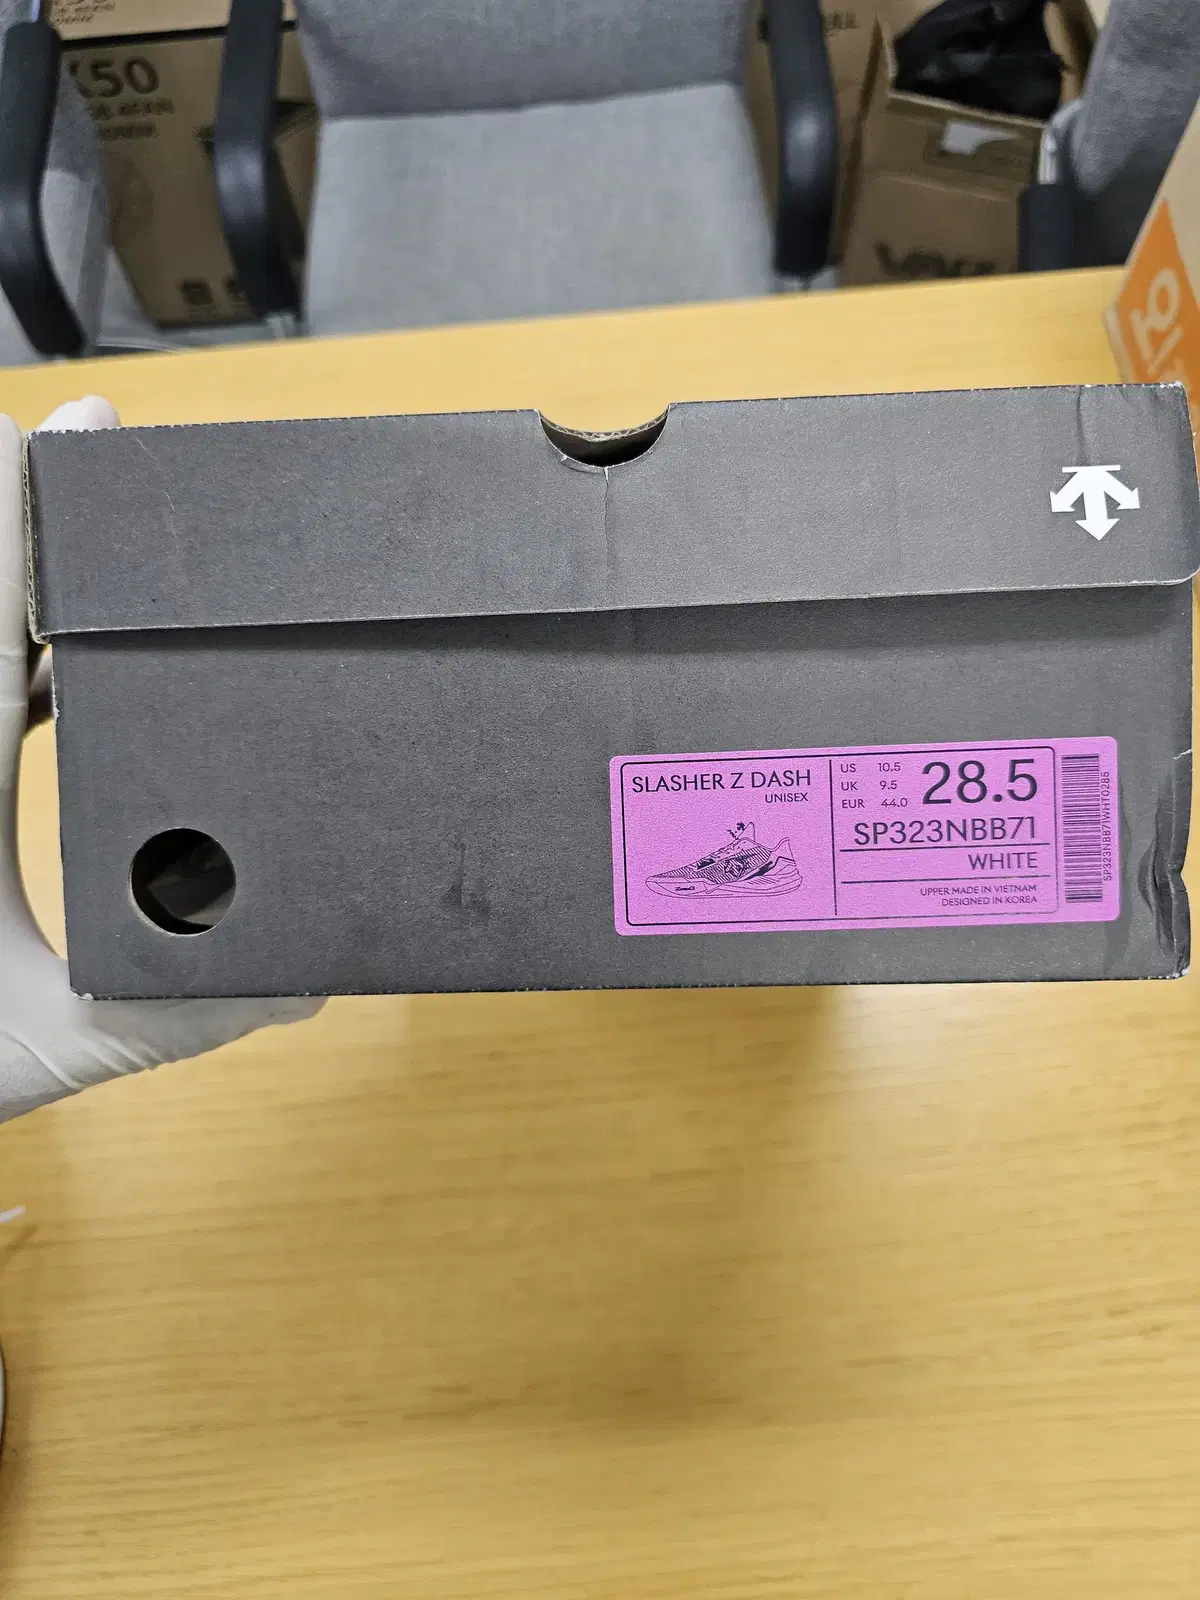 K50
SLASHER Z DASH
UNISEX
US 10.5
UK 9.5
EUR 44.0
28.5
SP323NBB71
WHITE
UPPER MADE IN VIETNAM
DESIGNED IN KOREA
SP323NBB71WHT0285